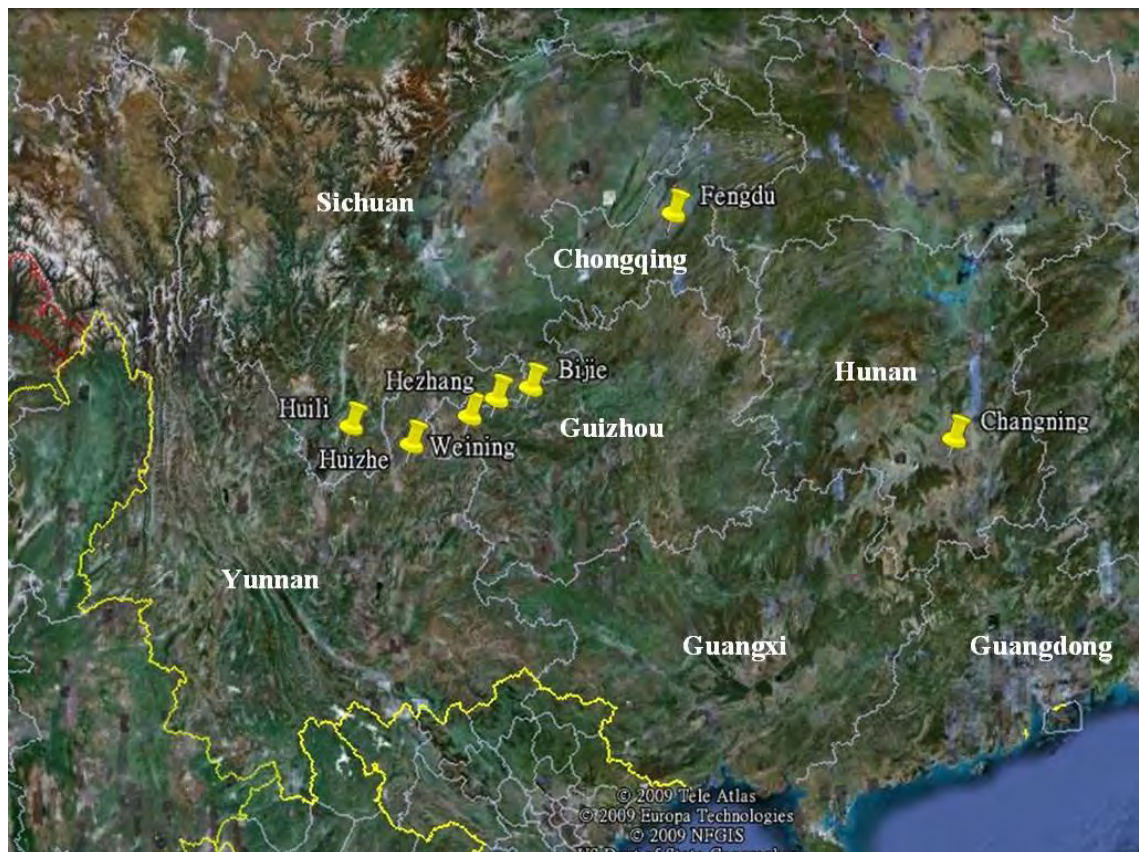 Fengdu
Sichuan
Chongqing
Bijie
Hezhang
Hunan
Huili
Changning
Guizhou
Weining
Huizhe
Yunnan
Guangxi
Guangdong
© 2009 Tele Atlas
© 2009 Europa Technologies
© 2009 NFGIS